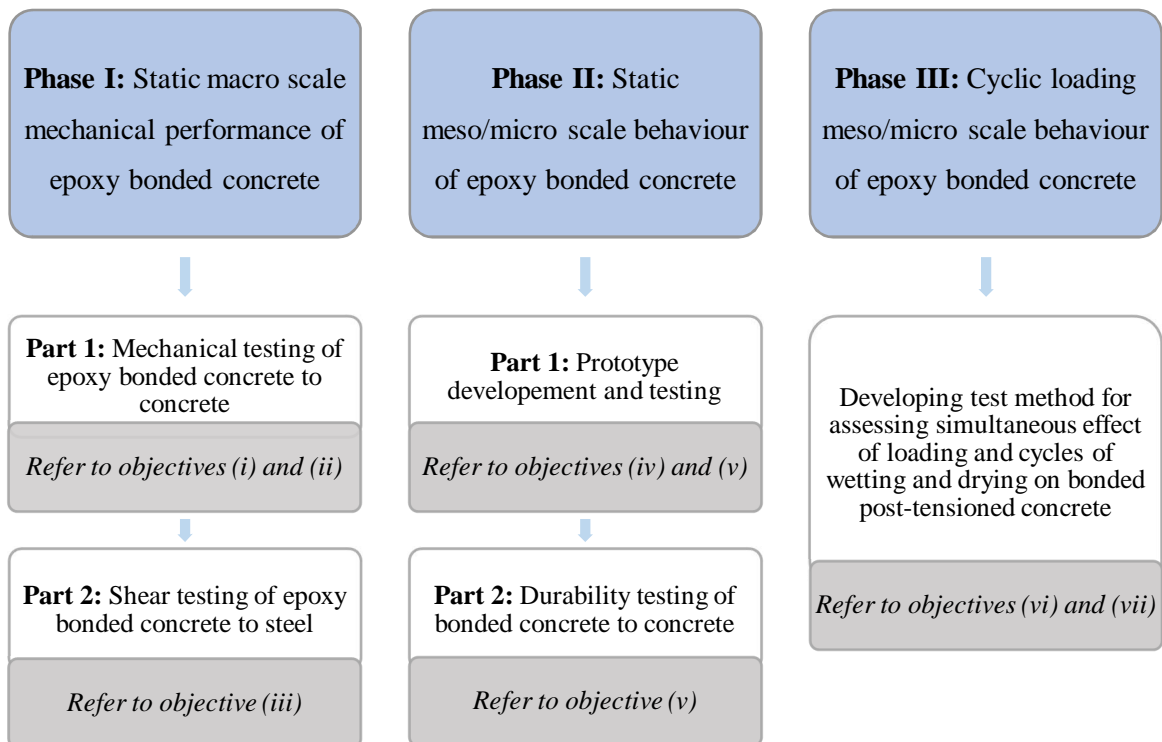 Phase I: Static macro scale
mechanical performance of
epoxy bonded concrete
Part 1: Mechanical testing of
epoxy bonded concrete to
concrete
Refer to objectives (i) and (ii)
Part 2: Shear testing of epoxy
bonded concrete to steel
Refer to objective (iii)
Phase II: Static
meso/micro scale behaviour
of epoxy bonded concrete
Part 1: Prototype
developement and testing
Refer to objectives (iv) and (v)
Part 2: Durability testing of
bonded concrete to concrete
Refer to objective (v)
Phase III: Cyclic loading
meso/micro scale behaviour
of epoxy bonded concrete
Developing test method for
assessing simultaneous effect
of loading and cycles of
wetting and drying on bonded
post-tensioned concrete
Refer to objectives (vi) and (vii)